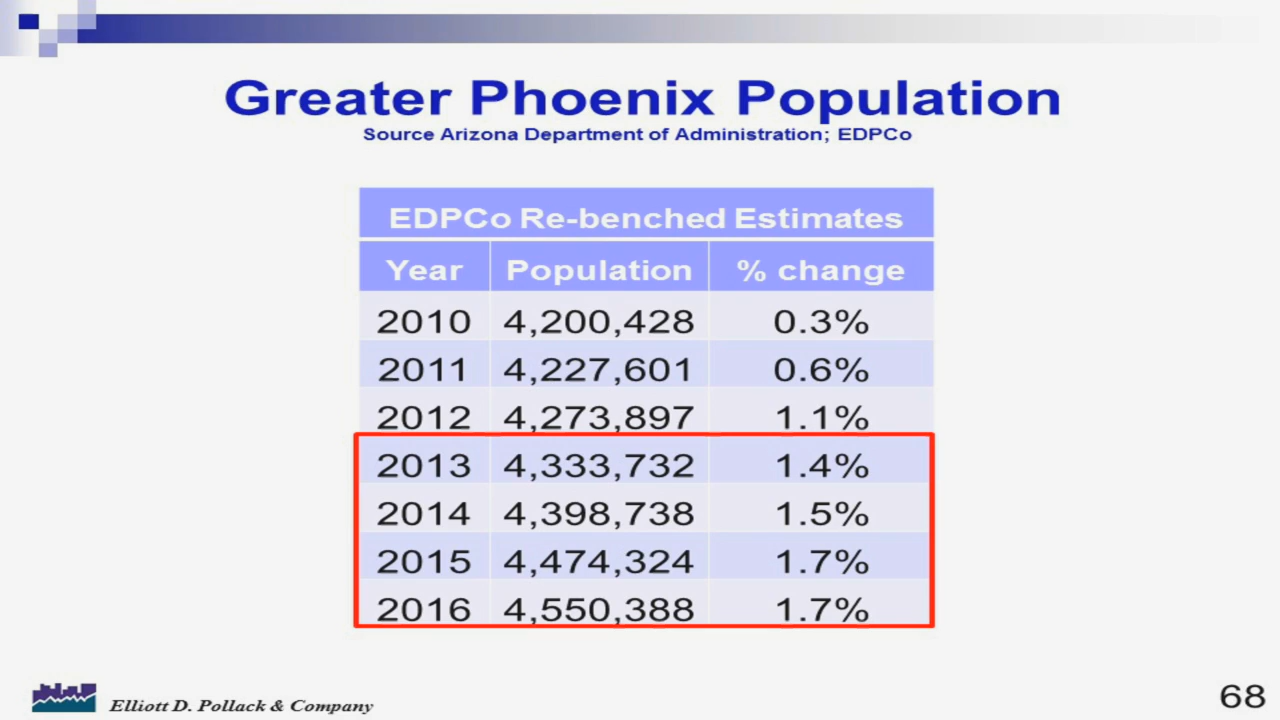 Greater Phoenix Population
Source Arizona Department of Administration; EDPCo
EDPCo Re-benched Estimates
Year Population % change
2010 4,200,428 0.3%
2011 4,227,601 0.6%
2012 4,273,897 1.1%
2013 4,333,732 1.4%
2014 4,398,738 1.5%
2015 4,474,324 1.7%
2016 4,550,388 1.7%
Elliott D. Pollack & Company
68